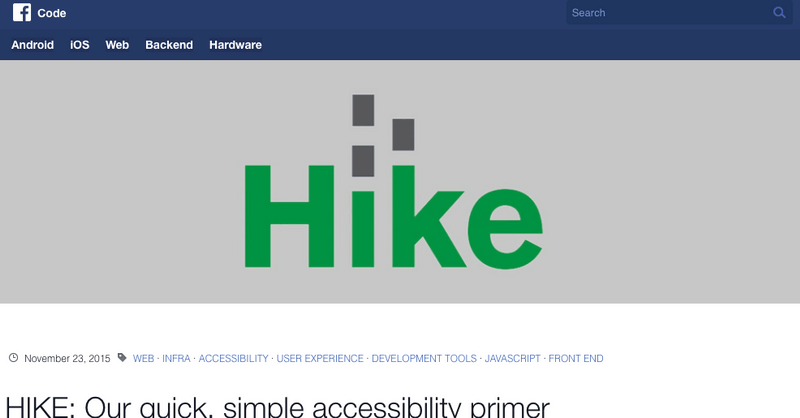 Code
Search
Android iOS Web Backend Hardware
Hike
November 23, 2015 WEB · INFRA · ACCESSIBILITY · USER EXPERIENCE · DEVELOPMENT TOOLS · JAVASCRIPT · FRONT END
HIKE: Our quick, simple accessibility primer